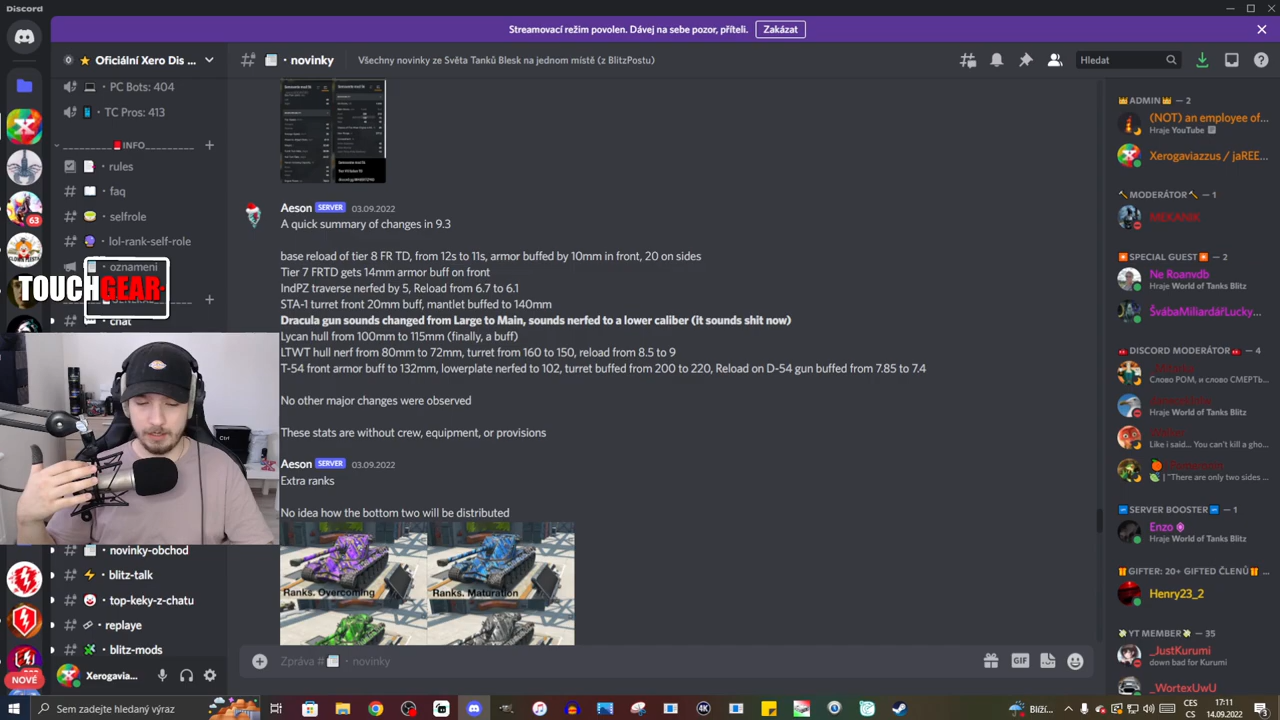 Discord
Streamovací režim povolen. Dávej na sebe pozor, příteli.
Zakázat
Oficiální Xero Dis ...
novinky
Všechny novinky ze Světa Tanků Blesk na jednom místě (z BlitzPostu)
Hledat
PC Bots: 404
TC Pros: 413
INFO
rules
faq
selfrole
lol-rank-self-role
oznameni
TOUCHGEAR
chat
63
Aeson SERVER 03.09.2022
A quick summary of changes in 9.3
base reload of tier 8 FR TD, from 12s to 11s, armor buffed by 10mm in front, 20 on sides
Tier 7 FRTD gets 14mm armor buff on front
IndPZ traverse nerfed by 5, Reload from 6.7 to 6.1
STA-1 turret front 20mm buff, mantlet buffed to 140mm
Dracula gun sounds changed from Large to Main, sounds nerfed to a lower caliber (it sounds shit now)
Lycan hull from 100mm to 115mm (finally, a buff)
LTWT hull nerf from 80mm to 72mm, turret from 160 to 150, reload from 8.5 to 9
T-54 front armor buff to 132mm, lowerplate nerfed to 102, turret buffed from 200 to 220, Reload on D-54 gun buffed from 7.85 to 7.4
No other major changes were observed
These stats are without crew, equipment, or provisions
Aeson SERVER 03.09.2022
Extra ranks
No idea how the bottom two will be distributed
Ranks. Overcoming
Ranks. Maturation
Ctrl
novinky-obchod
blitz-talk
top-keky-z-chatu
replaye
blitz-mods
NOVÉ
Xerogavia...
Zpráva # · novinky
GIF
ADMIN — 2
(NOT) an employee of...
Hraje YouTube
Xerogaviazzus / jaREE...
MODERÁTOR — 1
MEKANIK
SPECIAL GUEST — 2
Ne Roanvdb
Hraje World of Tanks Blitz
ŠvábaMiliardářLucky...
DISCORD MODERÁTOR — 4
Слово РОМ, и слово СМЕРТЬ...
Hraje World of Tanks Blitz
Like i said... You can't kill a gho...
| "There are only two sides ...
SERVER BOOSTER — 1
Enzo
Hraje World of Tanks Blitz
GIFTER: 20+ GIFTED ČLENŮ ...
Henry23_2
YT MEMBER — 35
_JustKurumi
down bad for Kurumi
_WortexUwU
Sem zadejte hledaný výraz
4K
Blíží...
CES
CS
17:11
14.09.2022